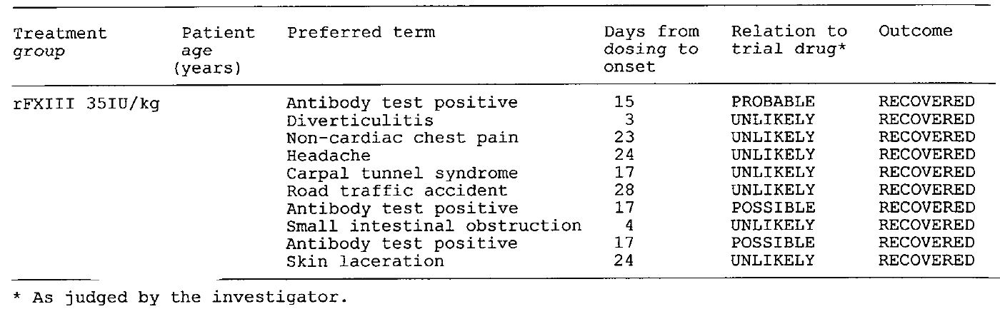 Treatment group Patient age (years) Preferred term Days from dosing to onset Relation to trial drug* Outcome
rFXIII 35IU/kg Antibody test positive 15 PROBABLE RECOVERED
Diverticulitis 3 UNLIKELY RECOVERED
Non-cardiac chest pain 23 UNLIKELY RECOVERED
Headache 24 UNLIKELY RECOVERED
Carpal tunnel syndrome 17 UNLIKELY RECOVERED
Road traffic accident 28 UNLIKELY RECOVERED
Antibody test positive 17 POSSIBLE RECOVERED
Small intestinal obstruction 4 UNLIKELY RECOVERED
Antibody test positive 17 POSSIBLE RECOVERED
Skin laceration 24 UNLIKELY RECOVERED
* As judged by the investigator.